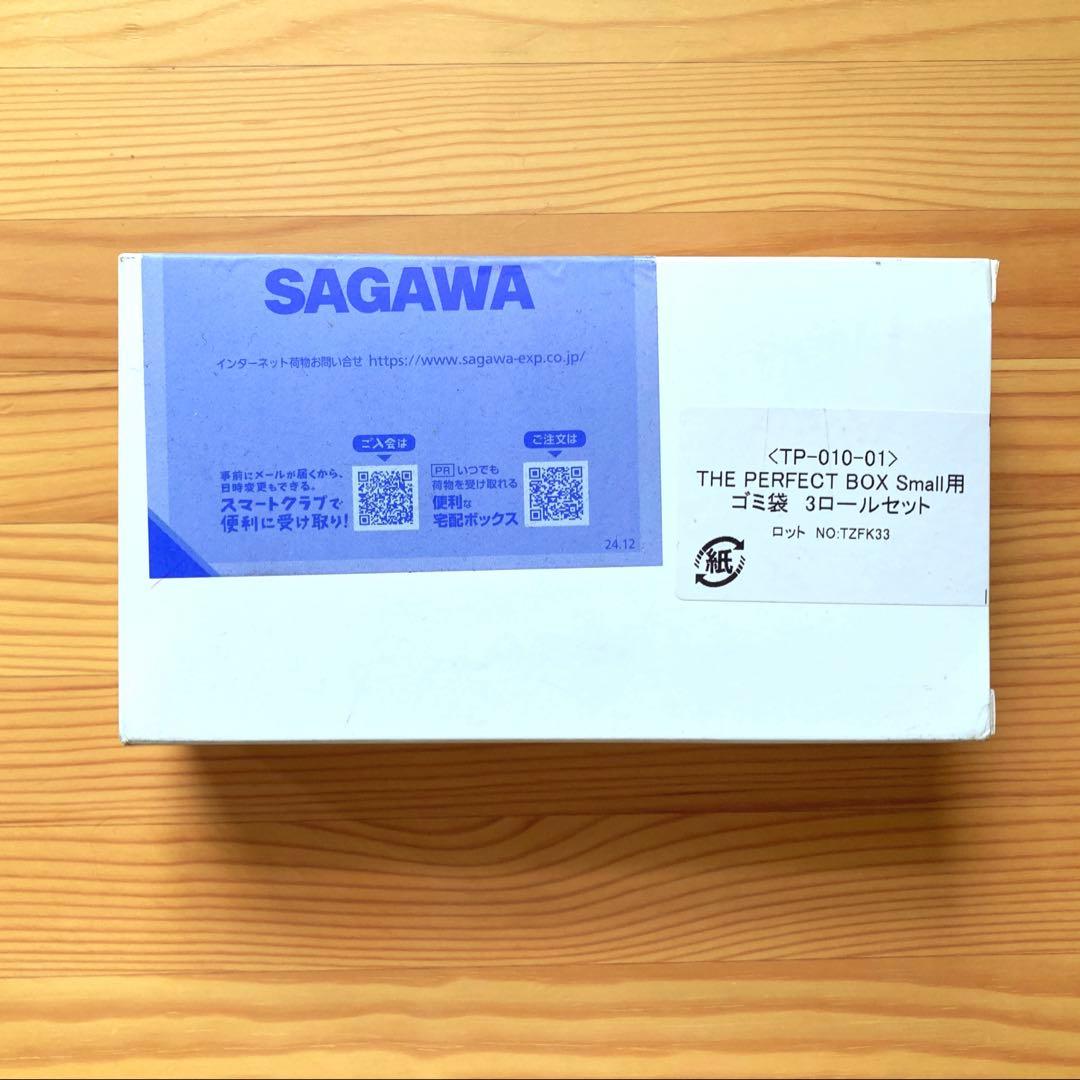 SAGAWA
インターネット荷物お問い合せ https://www.sagawa-exp.co.jp/
ご入会は
事前にメールが届くから、
日時変更もできる。
スマートクラブで
便利に受け取り!
ご注文は
PR いつでも
荷物を受け取れる
便利な
宅配ボックス
24.12
<TP-010-01>
THE PERFECT BOX Small用
ゴミ袋 3ロールセット
ロット NO:TZFK33
紙